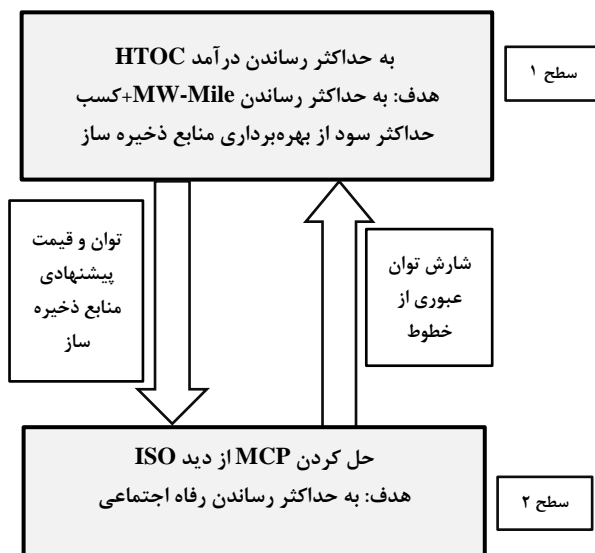 به حداکثر رساندن درآمد HTOC
هدف: به حداکثر رساندن MW-Mile+کسب
حداکثر سود از بهره‌برداری منابع ذخیره ساز
سطح ۱
توان و قیمت
پیشنهادی
منابع ذخیره
ساز
شارش توان
عبوری از
خطوط
حل کردن MCP از دید ISO
هدف: به حداکثر رساندن رفاه اجتماعی
سطح ۲